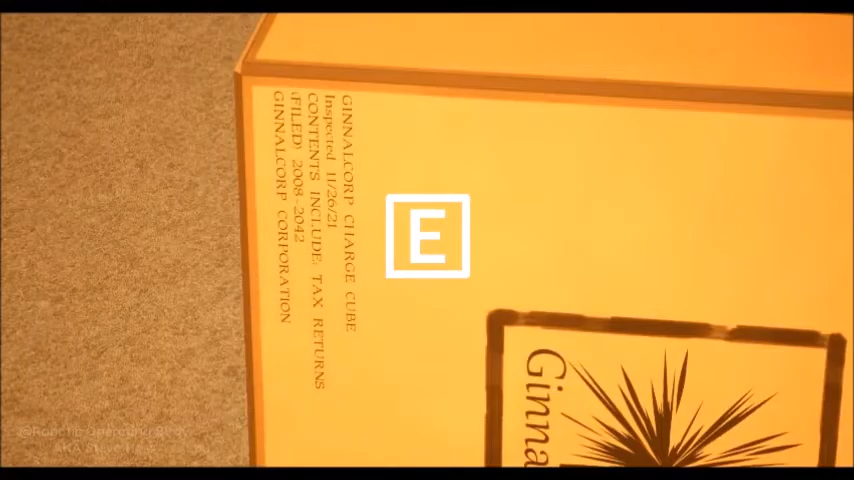 GINNALCORP CHARGE CUBE
Inspected 11/26/21
CONTENTS INCLUDE, TAX RETURNS
(FILED) 2008-2042
GINNALCORP CORPORATION
E
Ginna